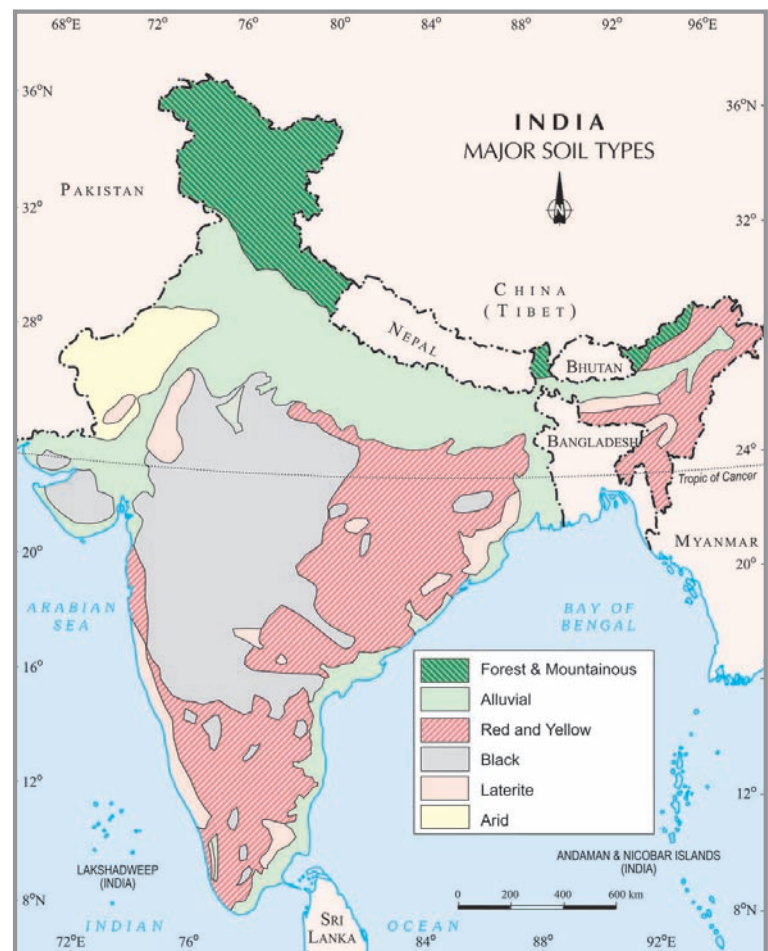 68°E
72°
76°
80°
84°
88°
92°
96°E
36°N
36°N
INDIA
MAJOR SOIL TYPES
N
PAKISTAN
32°
32°
CHINA
(TIBET)
NEPAL
28°
28°
BHUTAN
BANGLADESH
24°
24°
Tropic of Cancer
MYANMAR
20°
20°
ARABIAN
SEA
BAY OF
BENGAL
16°
16°
Forest & Mountainous
Alluvial
Red and Yellow
Black
Laterite
Arid
12°
12°
LAKSHADWEEP
(INDIA)
ANDAMAN & NICOBAR ISLANDS
(INDIA)
0 200 400 600 km
8°N
8°N
INDIAN
OCEAN
SRI
LANKA
72°E
76°
80°
84°
88°
92°E